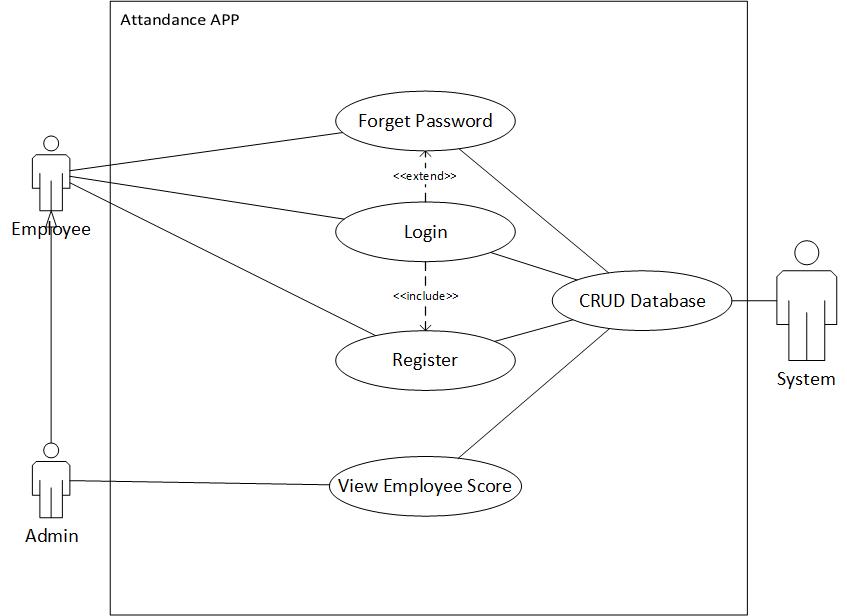 Attandance APP
Forget Password
<<extend>>
Employee
Login
<<include>>
CRUD Database
Register
System
View Employee Score
Admin